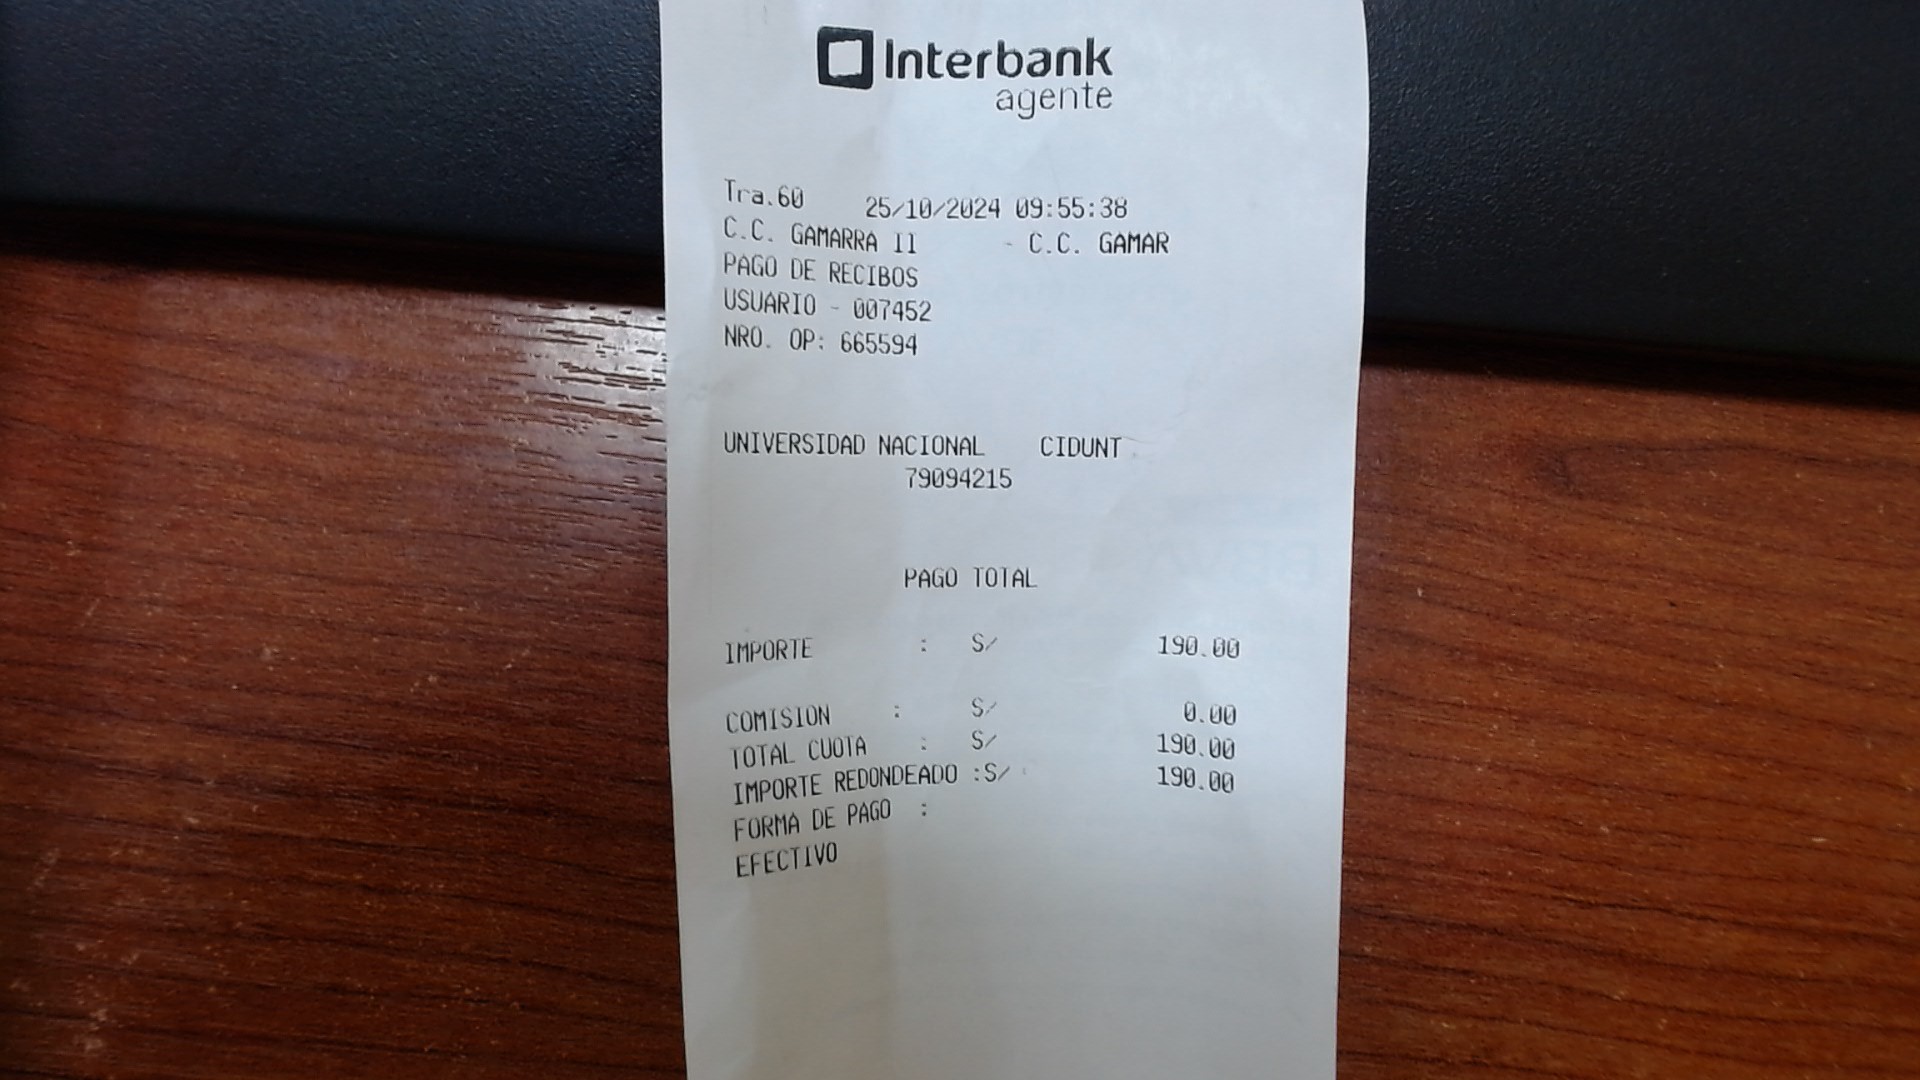 Interbank
agente
Tra.60 25/10/2024 09:55:38
C.C. GAMARRA II - C.C. GAMAR
PAGO DE RECIBOS
USUARIO - 007452
NRO. OP: 665594
UNIVERSIDAD NACIONAL CIDUNT
79094215
PAGO TOTAL
IMPORTE : S/ 190.00
COMISION : S/ 0.00
TOTAL CUOTA : S/ 190.00
IMPORTE REDONDEADO :S/ 190.00
FORMA DE PAGO :
EFECTIVO